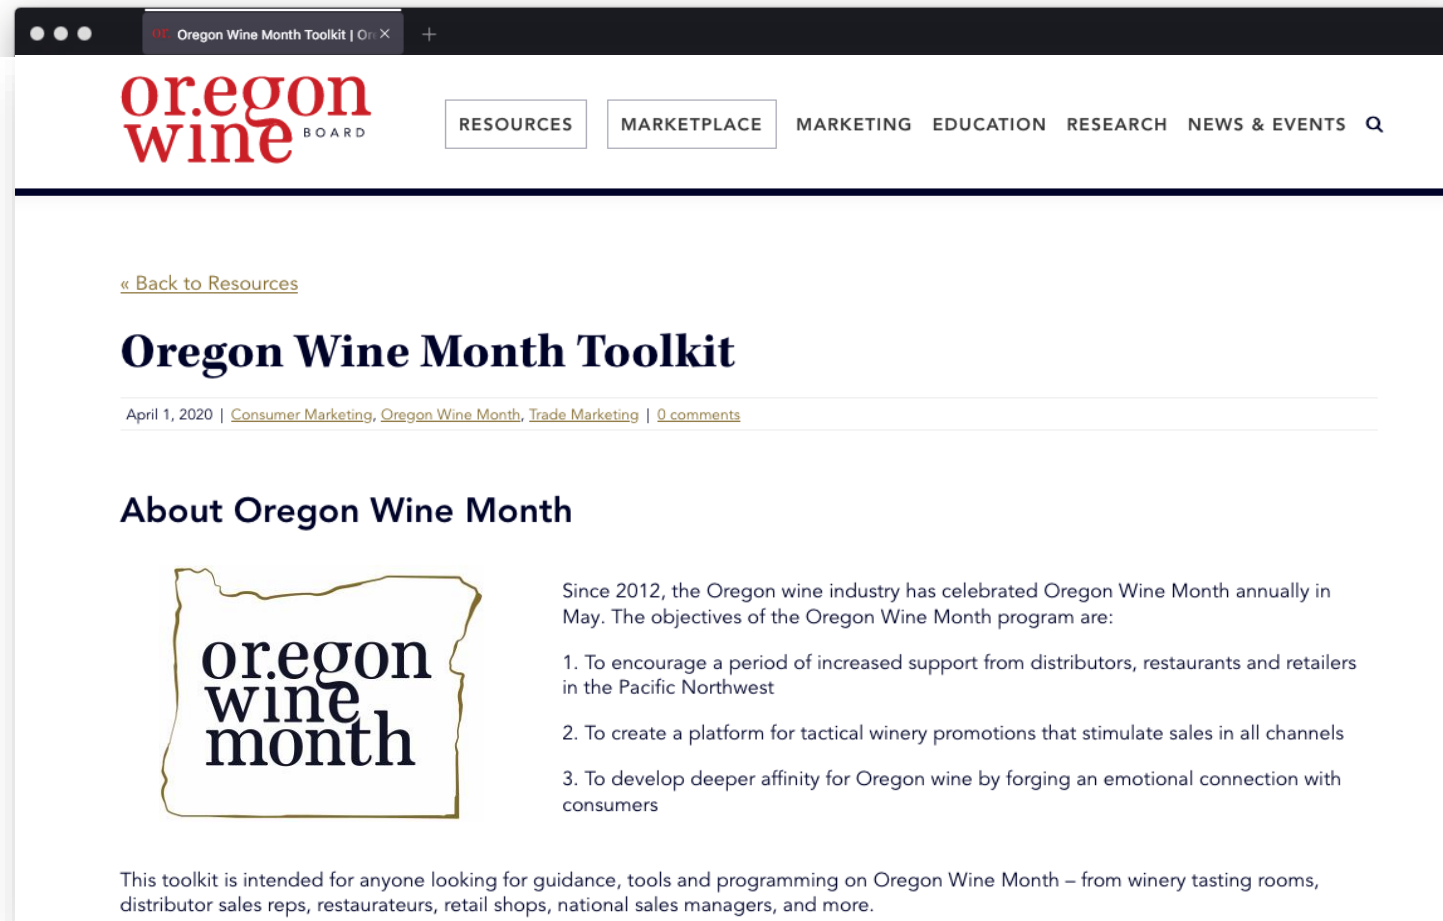 Oregon Wine Month Toolkit | Or
oregon
wine BOARD
RESOURCES MARKETPLACE MARKETING EDUCATION RESEARCH NEWS & EVENTS
« Back to Resources
Oregon Wine Month Toolkit
April 1, 2020 | Consumer Marketing, Oregon Wine Month, Trade Marketing | 0 comments
About Oregon Wine Month
or.egon
wine
month
Since 2012, the Oregon wine industry has celebrated Oregon Wine Month annually in
May. The objectives of the Oregon Wine Month program are:
1. To encourage a period of increased support from distributors, restaurants and retailers
in the Pacific Northwest
2. To create a platform for tactical winery promotions that stimulate sales in all channels
3. To develop deeper affinity for Oregon wine by forging an emotional connection with
consumers
This toolkit is intended for anyone looking for guidance, tools and programming on Oregon Wine Month – from winery tasting rooms,
distributor sales reps, restaurateurs, retail shops, national sales managers, and more.